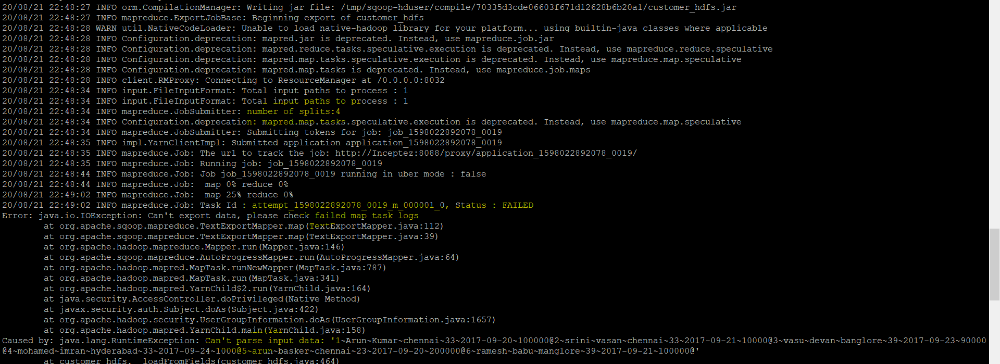 20/08/21 22:48:27 INFO orm.CompilationManager: Writing jar file: /tmp/sqoop-hduser/compile/70335d3cde06603f671d12628b6b20a1/customer_hdfs.jar
20/08/21 22:48:27 INFO mapreduce.ExportJobBase: Beginning export of customer_hdfs
20/08/21 22:48:28 WARN util.NativeCodeLoader: Unable to load native-hadoop library for your platform... using builtin-java classes where applicable
20/08/21 22:48:28 INFO Configuration.deprecation: mapred.jar is deprecated. Instead, use mapreduce.job.jar
20/08/21 22:48:28 INFO Configuration.deprecation: mapred.reduce.tasks.speculative.execution is deprecated. Instead, use mapreduce.reduce.speculative
20/08/21 22:48:28 INFO Configuration.deprecation: mapred.map.tasks.speculative.execution is deprecated. Instead, use mapreduce.map.speculative
20/08/21 22:48:28 INFO Configuration.deprecation: mapred.map.tasks is deprecated. Instead, use mapreduce.job.maps
20/08/21 22:48:28 INFO client.RMProxy: Connecting to ResourceManager at /0.0.0.0:8032
20/08/21 22:48:34 INFO input.FileInputFormat: Total input paths to process : 1
20/08/21 22:48:34 INFO input.FileInputFormat: Total input paths to process : 1
20/08/21 22:48:34 INFO mapreduce.JobSubmitter: number of splits:4
20/08/21 22:48:34 INFO Configuration.deprecation: mapred.map.tasks.speculative.execution is deprecated. Instead, use mapreduce.map.speculative
20/08/21 22:48:34 INFO mapreduce.JobSubmitter: Submitting tokens for job: job_1598022892078_0019
20/08/21 22:48:35 INFO impl.YarnClientImpl: Submitted application application_1598022892078_0019
20/08/21 22:48:35 INFO mapreduce.Job: The url to track the job: http://Inceptez:8088/proxy/application_1598022892078_0019/
20/08/21 22:48:35 INFO mapreduce.Job: Running job: job_1598022892078_0019
20/08/21 22:48:44 INFO mapreduce.Job: Job job_1598022892078_0019 running in uber mode : false
20/08/21 22:48:44 INFO mapreduce.Job:  map 0% reduce 0%
20/08/21 22:49:02 INFO mapreduce.Job:  map 25% reduce 0%
20/08/21 22:49:02 INFO mapreduce.Job: Task Id : attempt_1598022892078_0019_m_000001_0, Status : FAILED
Error: java.io.IOException: Can't export data, please check failed map task logs
        at org.apache.sqoop.mapreduce.TextExportMapper.map(TextExportMapper.java:112)
        at org.apache.sqoop.mapreduce.TextExportMapper.map(TextExportMapper.java:39)
        at org.apache.hadoop.mapreduce.Mapper.run(Mapper.java:146)
        at org.apache.sqoop.mapreduce.AutoProgressMapper.run(AutoProgressMapper.java:64)
        at org.apache.hadoop.mapred.MapTask.runNewMapper(MapTask.java:787)
        at org.apache.hadoop.mapred.MapTask.run(MapTask.java:341)
        at org.apache.hadoop.mapred.YarnChild$2.run(YarnChild.java:164)
        at java.security.AccessController.doPrivileged(Native Method)
        at javax.security.auth.Subject.doAs(Subject.java:422)
        at org.apache.hadoop.security.UserGroupInformation.doAs(UserGroupInformation.java:1657)
        at org.apache.hadoop.mapred.YarnChild.main(YarnChild.java:158)
Caused by: java.lang.RuntimeException: Can't parse input data: '1~Arun~Kumar~chennai~33~2017-09-20~100000@2~srini~vasan~chennai~33~2017-09-21~10000@3~vasu~devan~banglore~39~2017-09-23~90000
@4~mohamed~imran~hyderabad~33~2017-09-24~1000@5~arun~basker~chennai~23~2017-09-20~200000@6~ramesh~babu~manglore~39~2017-09-21~100000@'
        at customer_hdfs.__loadFromFields(customer_hdfs.java:464)